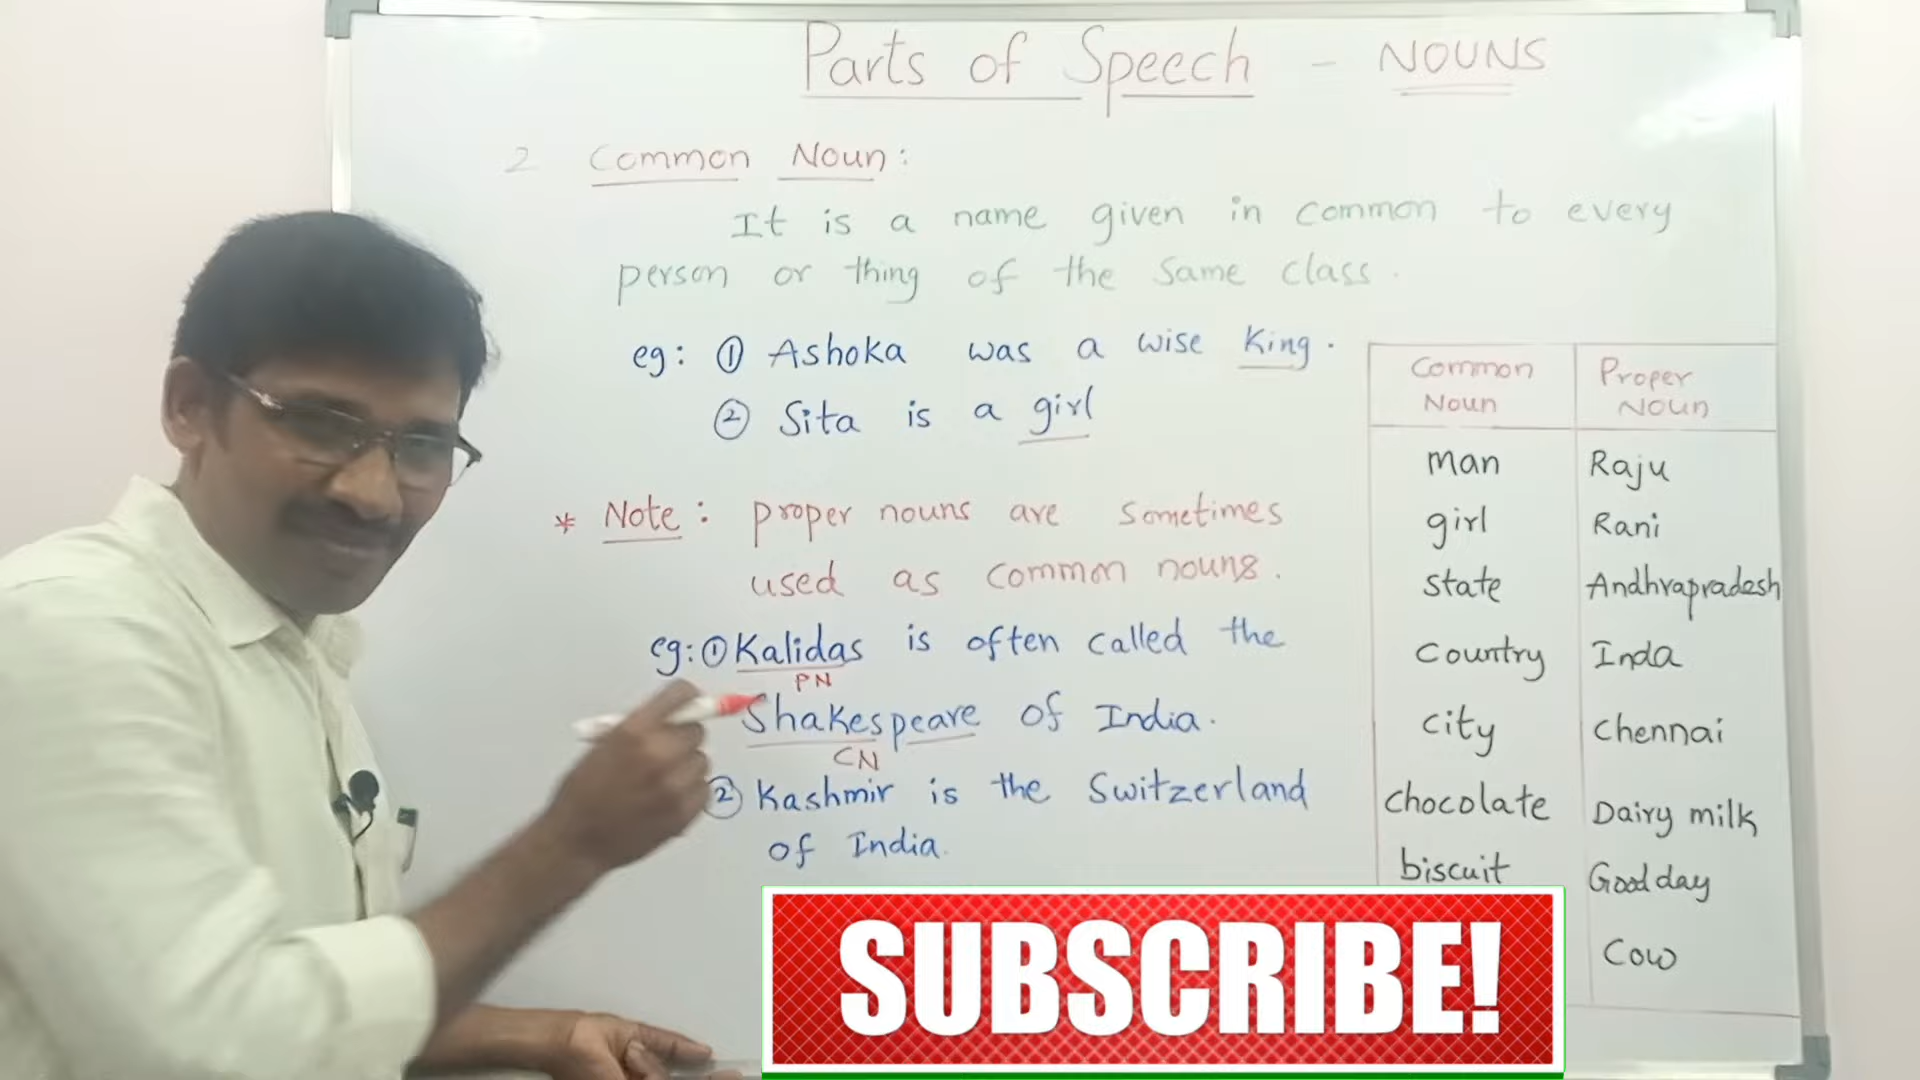 Parts of Speech - NOUNS
2 Common Noun:
It is a name given in common to every
person or thing of the same class.
eg: ① Ashoka was a wise King.
② Sita is a girl
* Note: proper nouns are sometimes
used as common nouns.
eg: ① Kalidas is often called the
PN
Shakespeare of India.
CN
② Kashmir is the Switzerland
of India.
Common Noun Proper Noun
man Raju
girl Rani
state Andhrapradesh
country Inda
city Chennai
chocolate Dairy milk
biscuit Good day
Cow
SUBSCRIBE!